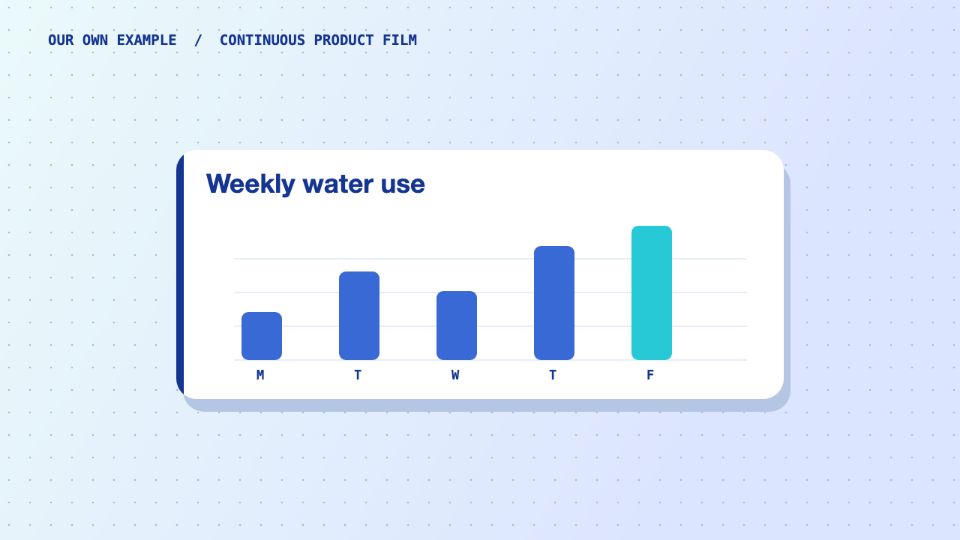 OUR OWN EXAMPLE / CONTINUOUS PRODUCT FILM
Weekly water use
M T W T F